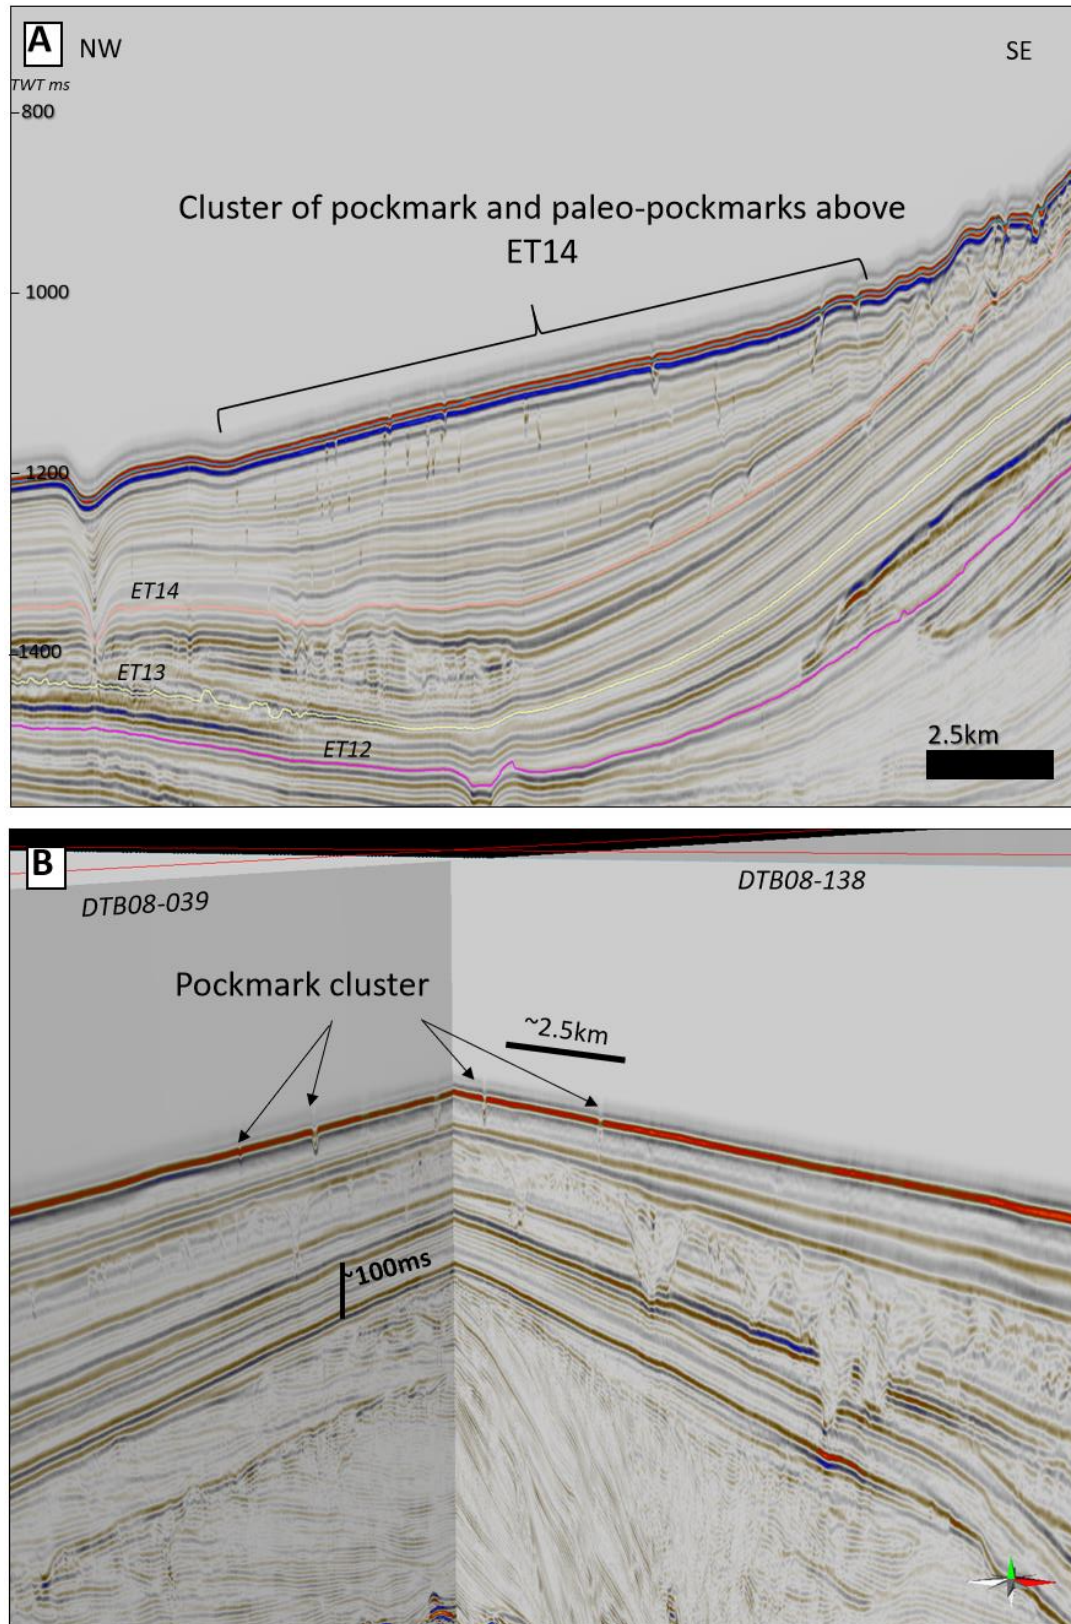 A NW
SE
TWT ms
800
Cluster of pockmark and paleo-pockmarks above
ET14
1000
1200
ET14
1400
ET13
ET12
2.5km
B
DTB08-039
DTB08-138
Pockmark cluster
~2.5km
~100ms